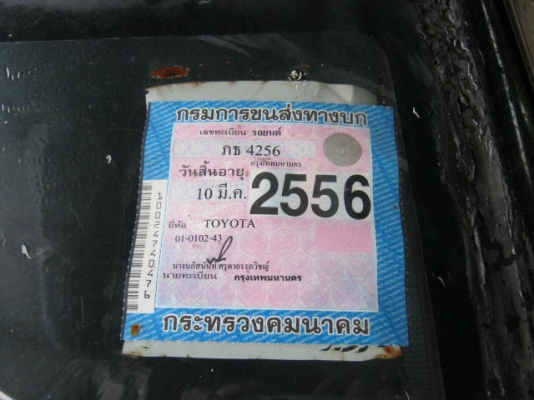 กรมการขนส่งทางบก
เลขทะเบียน รถยนต์
ภธ 4256
กรุงเทพมหานคร
วันสิ้นอายุ
10 มี.ค. 2556
ยี่ห้อ TOYOTA
01-0102-43
นายทะเบียน กรุงเทพมหานคร
กระทรวงคมนาคม
10024740476